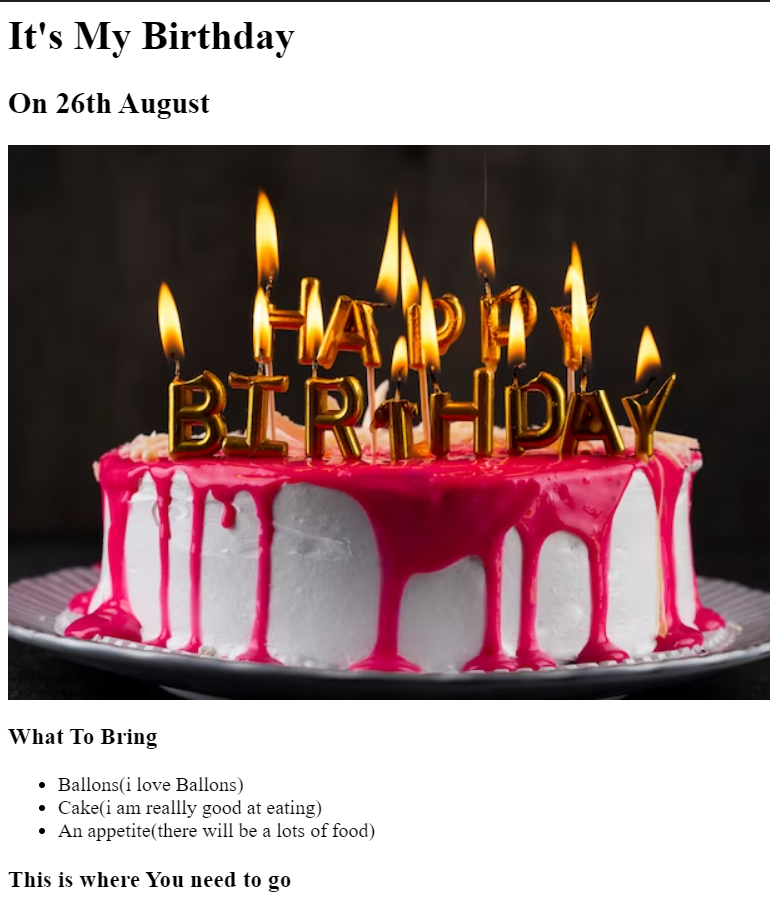 It's My Birthday
On 26th August
HAPPY
BIRTHDAY
What To Bring
Ballons(i love Ballons)
Cake(i am reallly good at eating)
An appetite(there will be a lots of food)
This is where You need to go